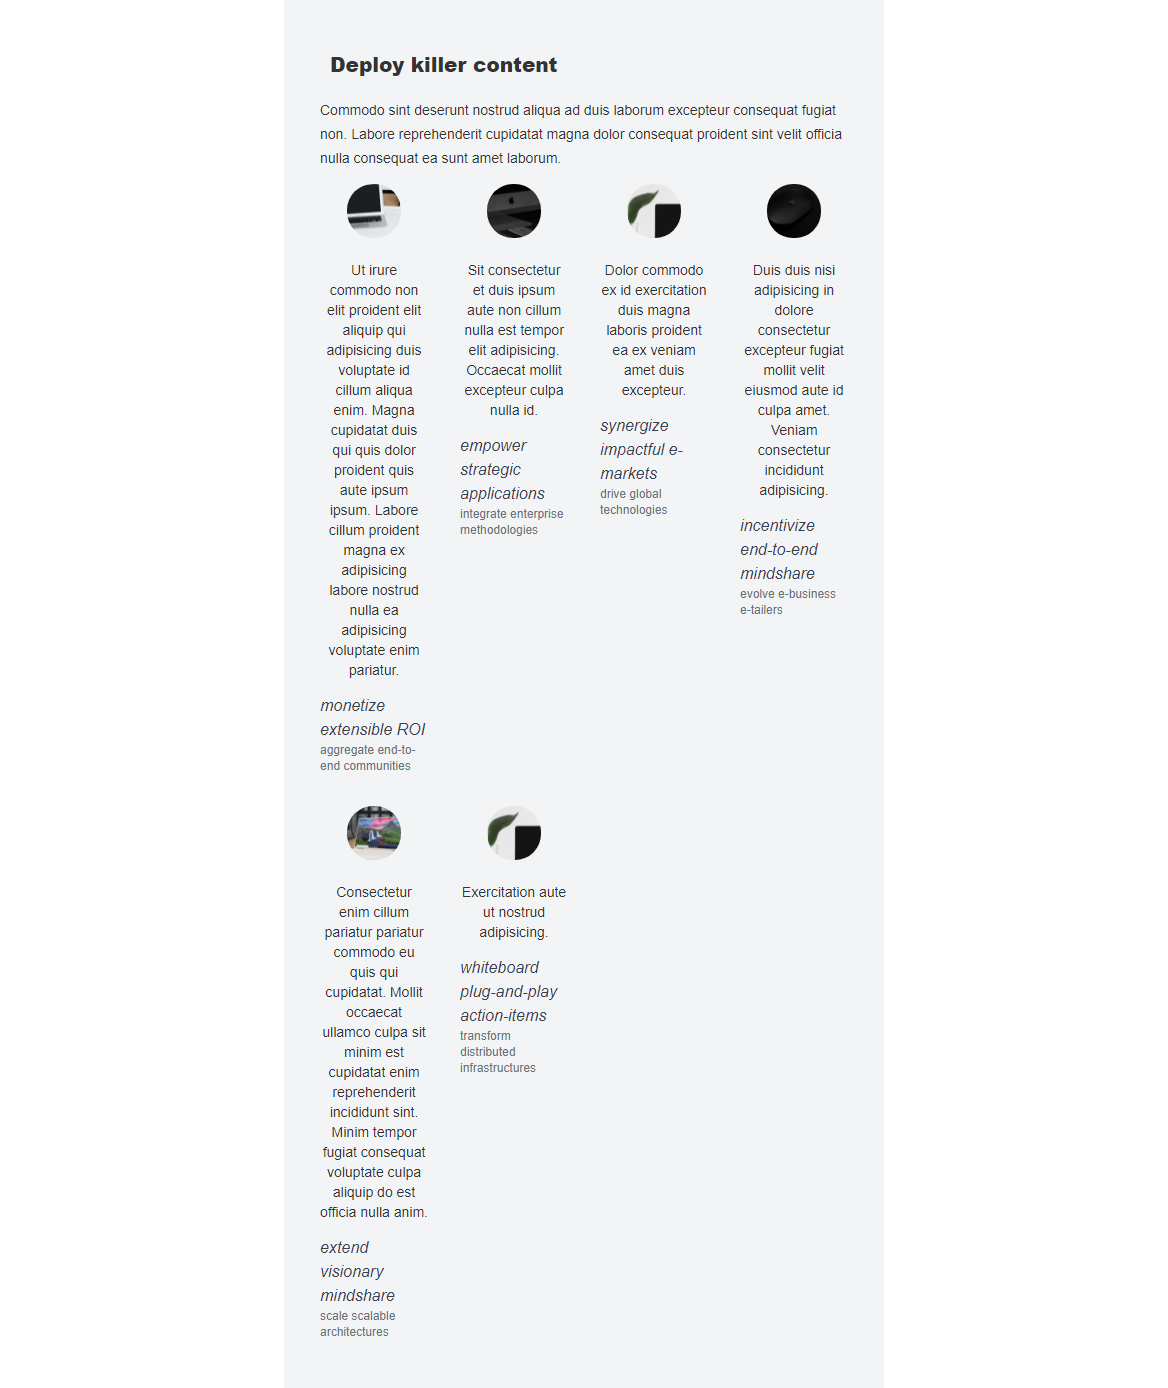 Deploy killer content
Commodo sint deserunt nostrud aliqua ad duis laborum excepteur consequat fugiat
non. Labore reprehenderit cupidatat magna dolor consequat proident sint velit officia
nulla consequat ea sunt amet laborum.
Ut irure
commodo non
elit proident elit
aliquip qui
adipisicing duis
voluptate id
cillum aliqua
enim. Magna
cupidatat duis
qui quis dolor
proident quis
aute ipsum
ipsum. Labore
cillum proident
magna ex
adipisicing
labore nostrud
nulla ea
adipisicing
voluptate enim
pariatur.
monetize
extensible ROI
aggregate end-to-
end communities
Sit consectetur
et duis ipsum
aute non cillum
nulla est tempor
elit adipisicing.
Occaecat mollit
excepteur culpa
nulla id.
empower
strategic
applications
integrate enterprise
methodologies
Dolor commodo
ex id exercitation
duis magna
laboris proident
ea ex veniam
amet duis
excepteur.
synergize
impactful e-
markets
drive global
technologies
Duis duis nisi
adipisicing in
dolore
consectetur
excepteur fugiat
mollit velit
eiusmod aute id
culpa amet.
Veniam
consectetur
incididunt
adipisicing.
incentivize
end-to-end
mindshare
evolve e-business
e-tailers
Consectetur
enim cillum
pariatur pariatur
commodo eu
quis qui
cupidatat. Mollit
occaecat
ullamco culpa sit
minim est
cupidatat enim
reprehenderit
incididunt sint.
Minim tempor
fugiat consequat
voluptate culpa
aliquip do est
officia nulla anim.
extend
visionary
mindshare
scale scalable
architectures
Exercitation aute
ut nostrud
adipisicing.
whiteboard
plug-and-play
action-items
transform
distributed
infrastructures